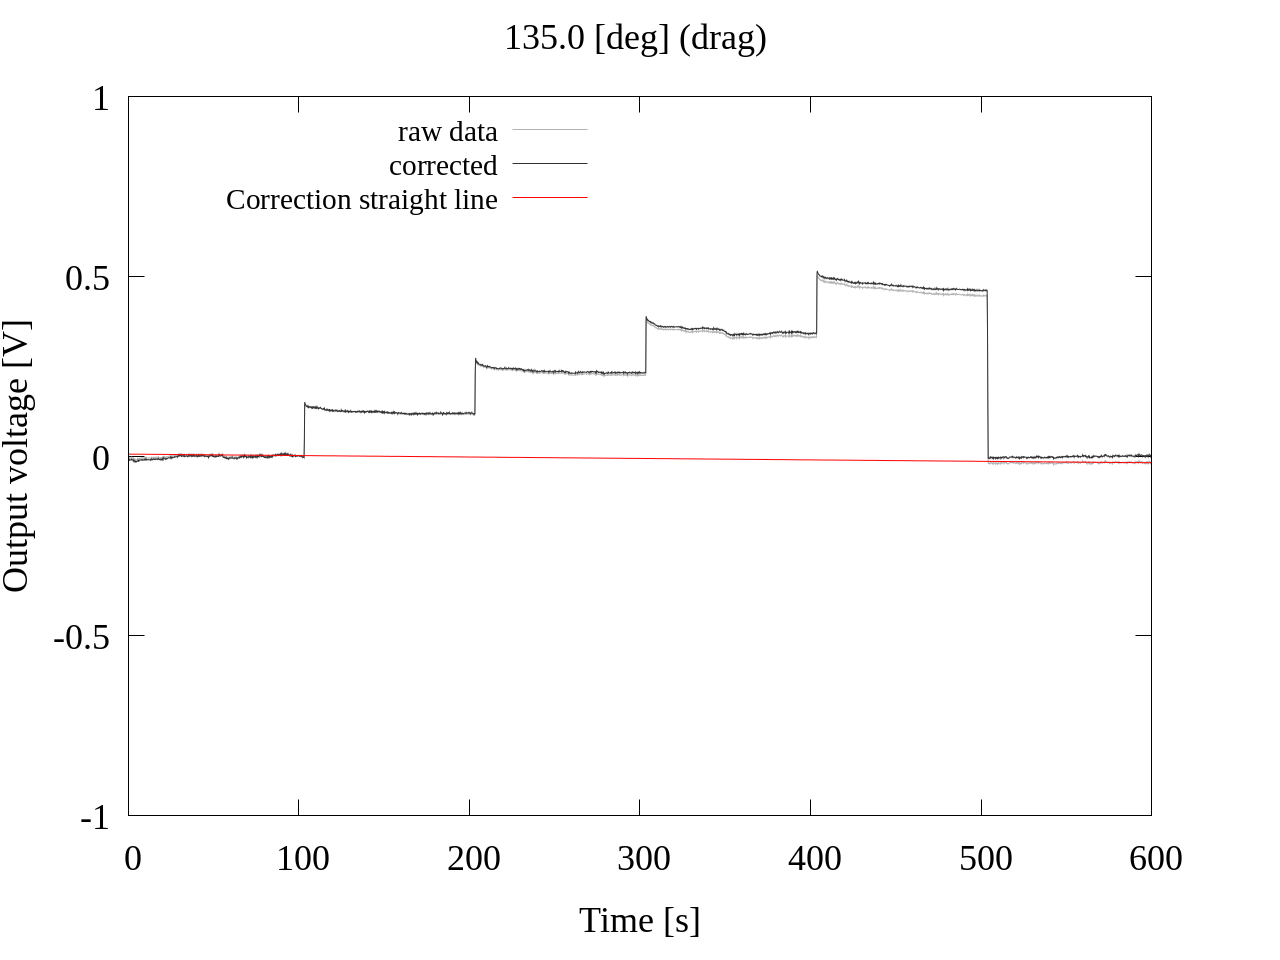 135.0 [deg] (drag)
1
0.5
0
-0.5
-1
raw data
corrected
Correction straight line
Output voltage [V]
0 100 200 300 400 500 600
Time [s]